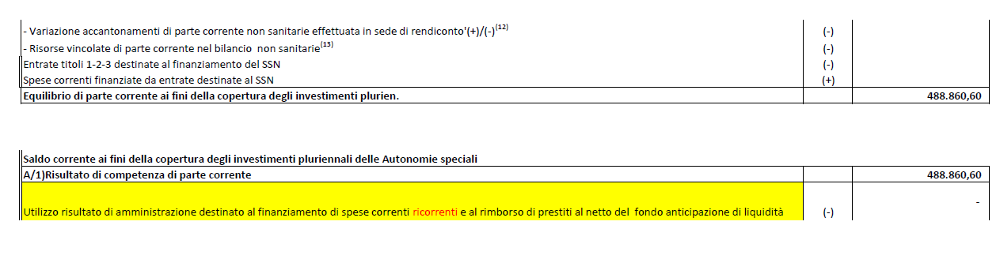 - Variazione accantonamenti di parte corrente non sanitarie effettuata in sede di rendiconto'(+)/(-)(12) (-)
- Risorse vincolate di parte corrente nel bilancio  non sanitarie(13) (-)
Entrate titoli 1-2-3 destinate al finanziamento del SSN (-)
Spese correnti finanziate da entrate destinate al SSN (+)
Equilibrio di parte corrente ai fini della copertura degli investimenti plurien. 488.860,60
Saldo corrente ai fini della copertura degli investimenti pluriennali delle Autonomie speciali
A/1)Risultato di competenza di parte corrente 488.860,60
Utilizzo risultato di amministrazione destinato al finanziamento di spese correnti ricorrenti e al rimborso di prestiti al netto del  fondo anticipazione di liquidità (-) -